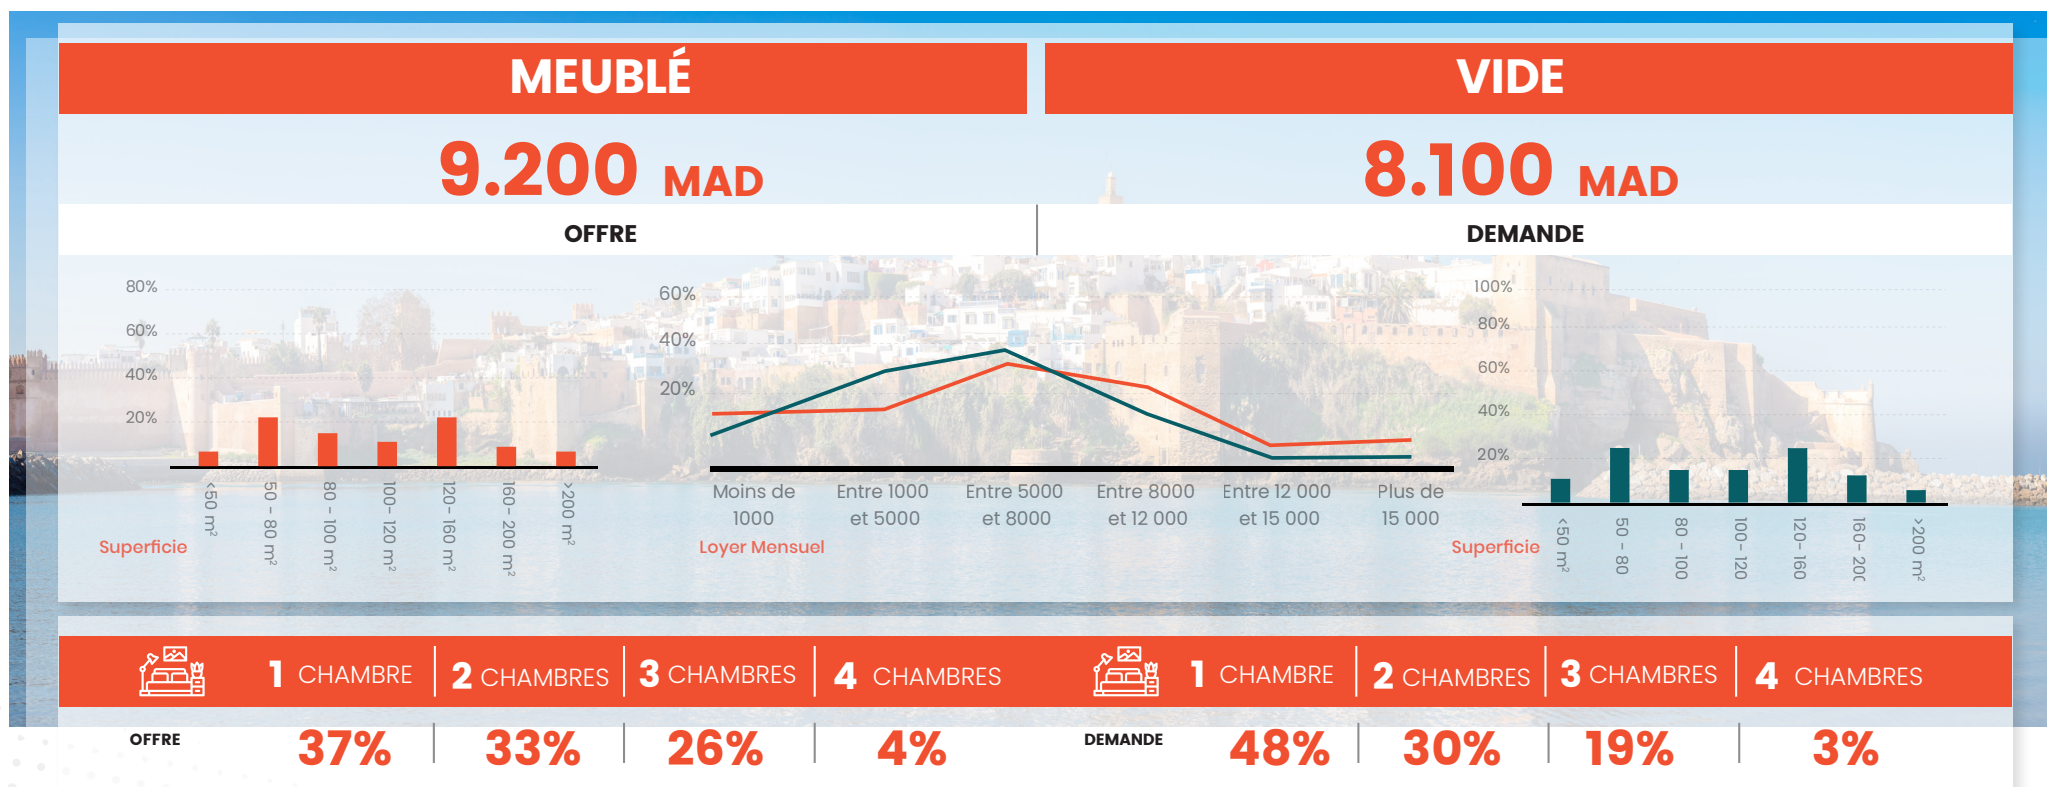 MEUBLÉ
VIDE
9.200 MAD
8.100 MAD
OFFRE
DEMANDE
80%
60%
40%
20%
<50 m²
50 - 80 m²
80 - 100 m²
100- 120 m²
120- 160 m²
160- 200 m²
>200 m²
Superficie
60%
40%
20%
Moins de
1000
Entre 1000
et 5000
Entre 5000
et 8000
Entre 8000
et 12 000
Entre 12 000
et 15 000
Plus de
15 000
Loyer Mensuel
100%
80%
60%
40%
20%
<50 m²
50 - 80
80 - 100
100- 120
120- 160
160- 200
>200 m²
Superficie
1 CHAMBRE
2 CHAMBRES
3 CHAMBRES
4 CHAMBRES
1 CHAMBRE
2 CHAMBRES
3 CHAMBRES
4 CHAMBRES
OFFRE
37%
33%
26%
4%
DEMANDE
48%
30%
19%
3%